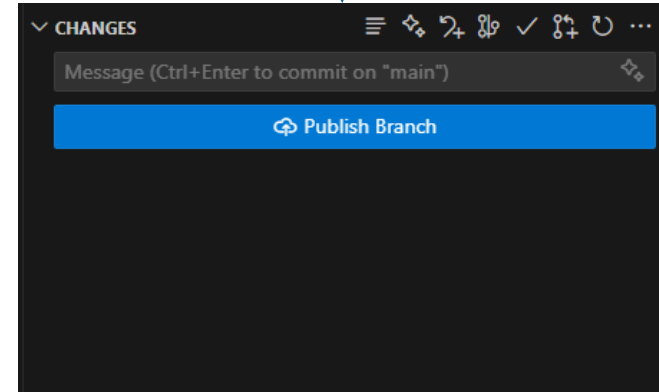 CHANGES
Message (Ctrl+Enter to commit on "main")
Publish Branch